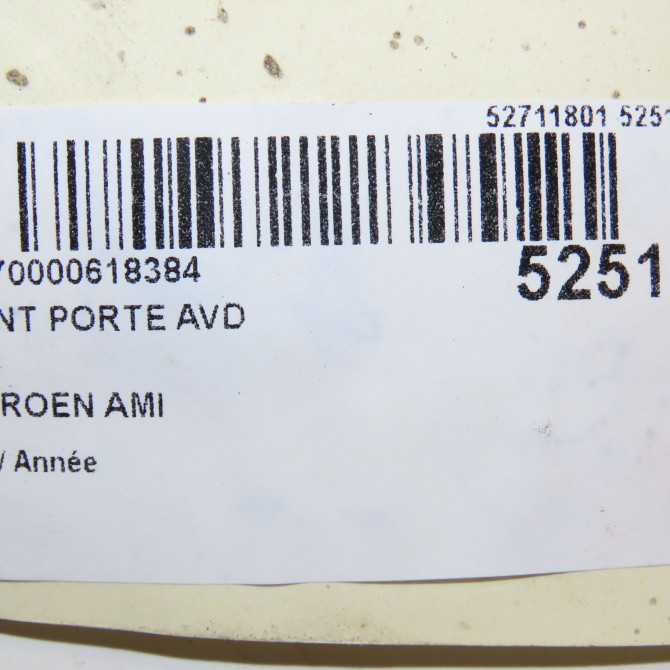 52711801 5251
70000618384
5251
NT PORTE AVD
ROEN AMI
/ Année